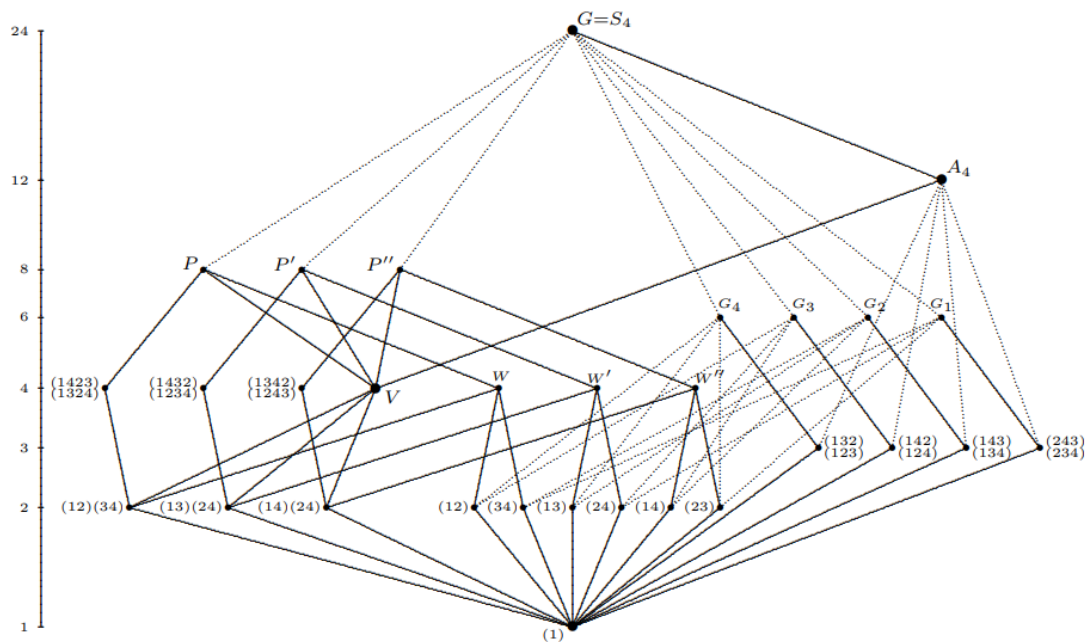 24 G=S₄
12 A₄
8 P P′ P″
6 G₄ G₃ G₂ G₁
(1423) (1432) (1342)
4 (1324) (1234) (1243) V W W′ W″
(132) (142) (143) (243)
3 (123) (124) (134) (234)
2 (12)(34) (13)(24) (14)(24) (12) (34) (13) (24) (14) (23)
1 (1)